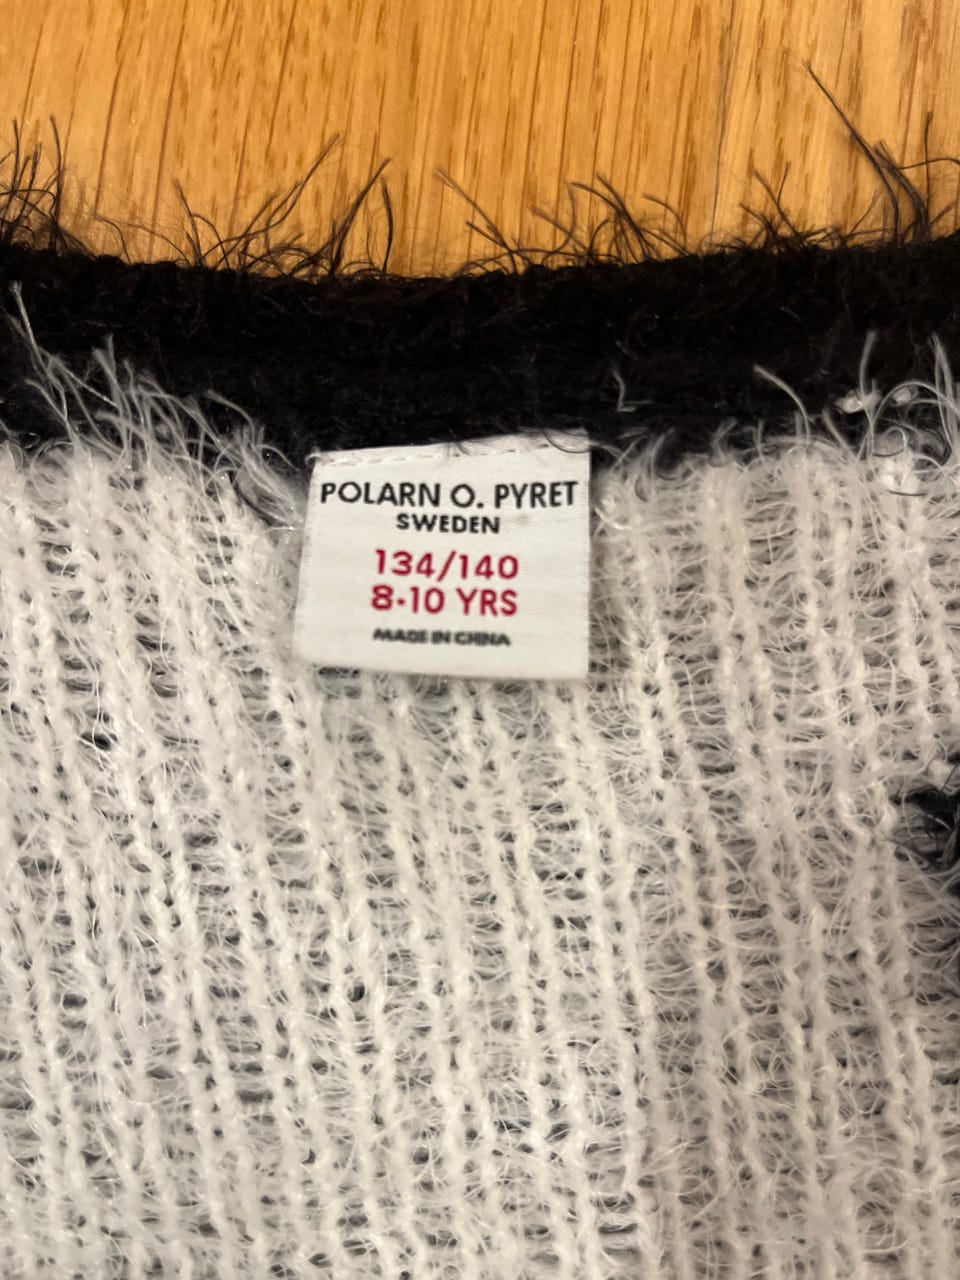 POLARN O. PYRET
SWEDEN
134/140
8-10 YRS
MADE IN CHINA